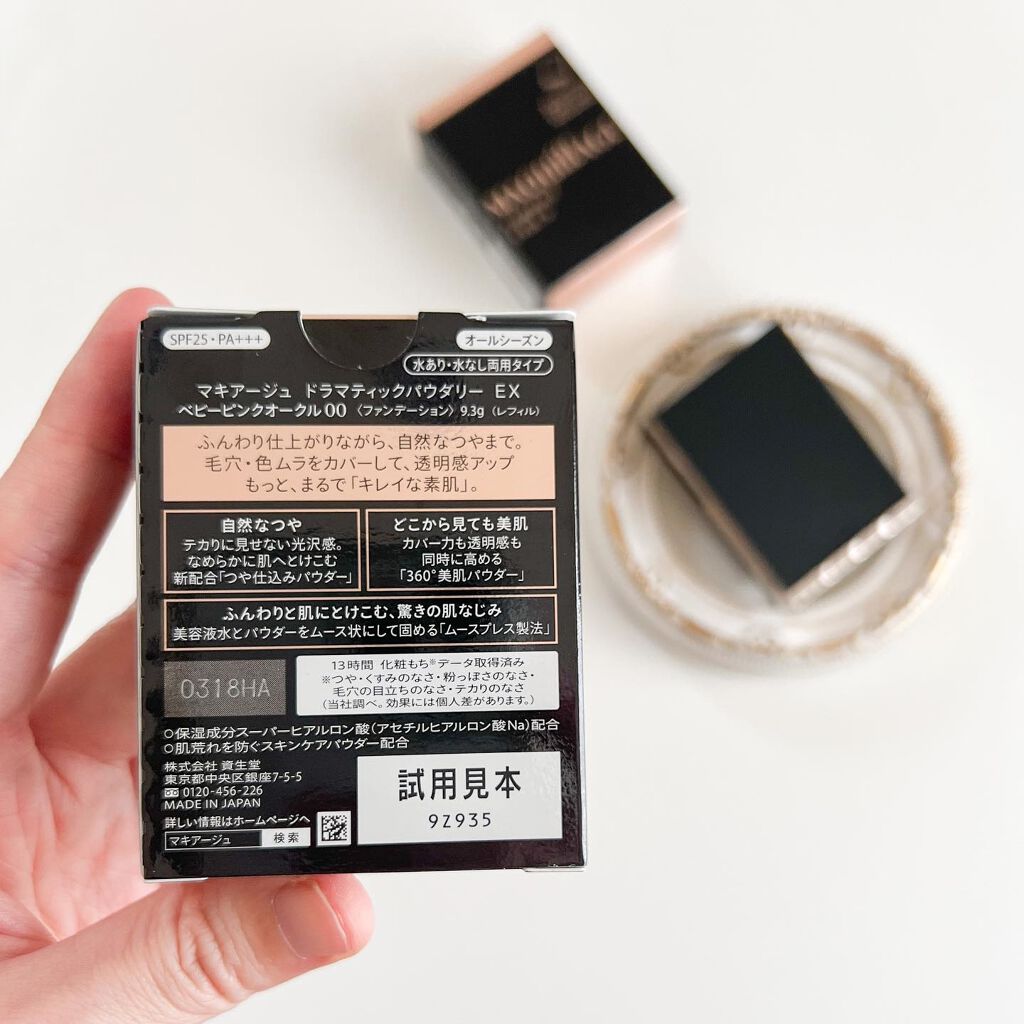 MAQuillAGE
SPF25・PA+++
オールシーズン
水あり・水なし両用タイプ
マキアージュ ドラマティックパウダリー EX
ベビーピンクオークル00 〈ファンデーション〉9.3g（レフィル）
ふんわり仕上がりながら、自然なつやまで。
毛穴・色ムラをカバーして、透明感アップ
もっと、まるで「キレイな素肌」。
自然なつや
テカりに見せない光沢感。
なめらかに肌へとけこむ
新配合「つや仕込みパウダー」
どこから見ても美肌
カバー力も透明感も
同時に高める
「360°美肌パウダー」
ふんわりと肌にとけこむ、驚きの肌なじみ
美容液水とパウダーをムース状にして固める「ムースプレス製法」
0318HA
13時間 化粧もち※データ取得済み
※つや・くすみのなさ・粉っぽさのなさ・
毛穴の目立ちのなさ・テカりのなさ
（当社調べ。効果には個人差があります。）
○保湿成分スーパーヒアルロン酸（アセチルヒアルロン酸Na）配合
○肌荒れを防ぐスキンケアパウダー配合
株式会社 資生堂
東京都中央区銀座7-5-5
0120-456-226
MADE IN JAPAN
詳しい情報はホームページへ
マキアージュ 検索
試用見本
9Z935